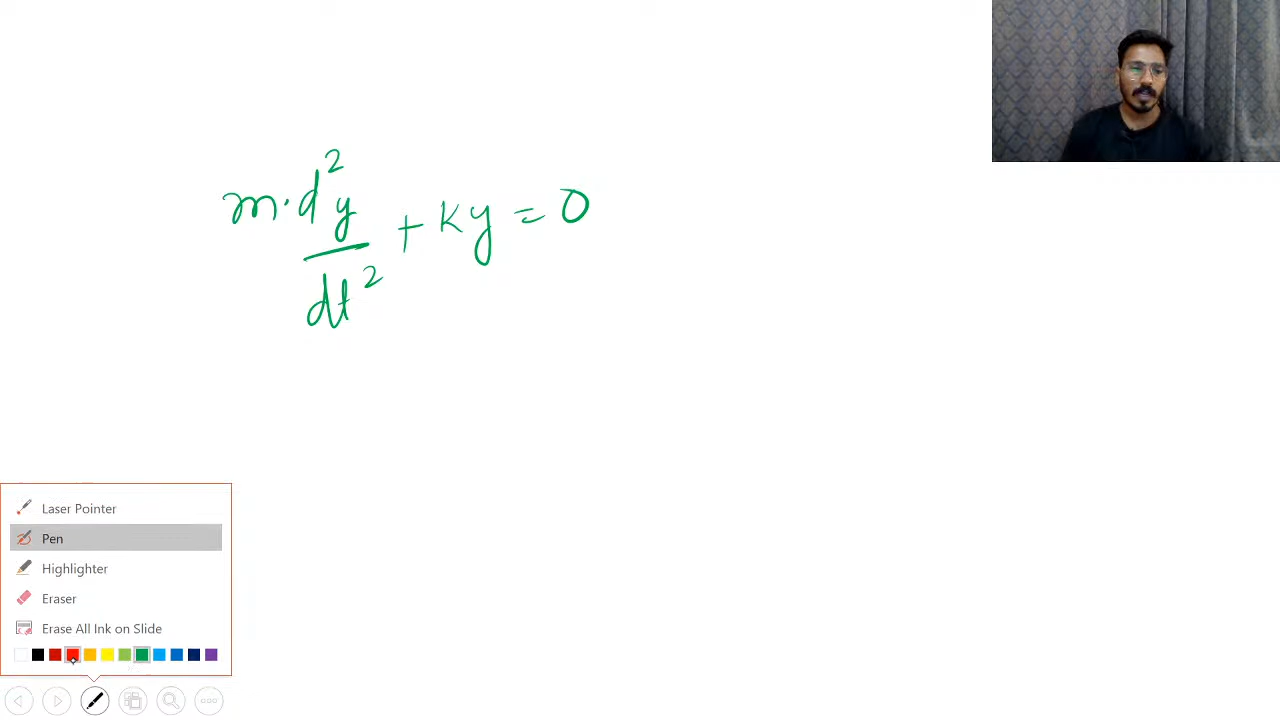 m · d²y/dt² + ky = 0
Laser Pointer
Pen
Highlighter
Eraser
Erase All Ink on Slide